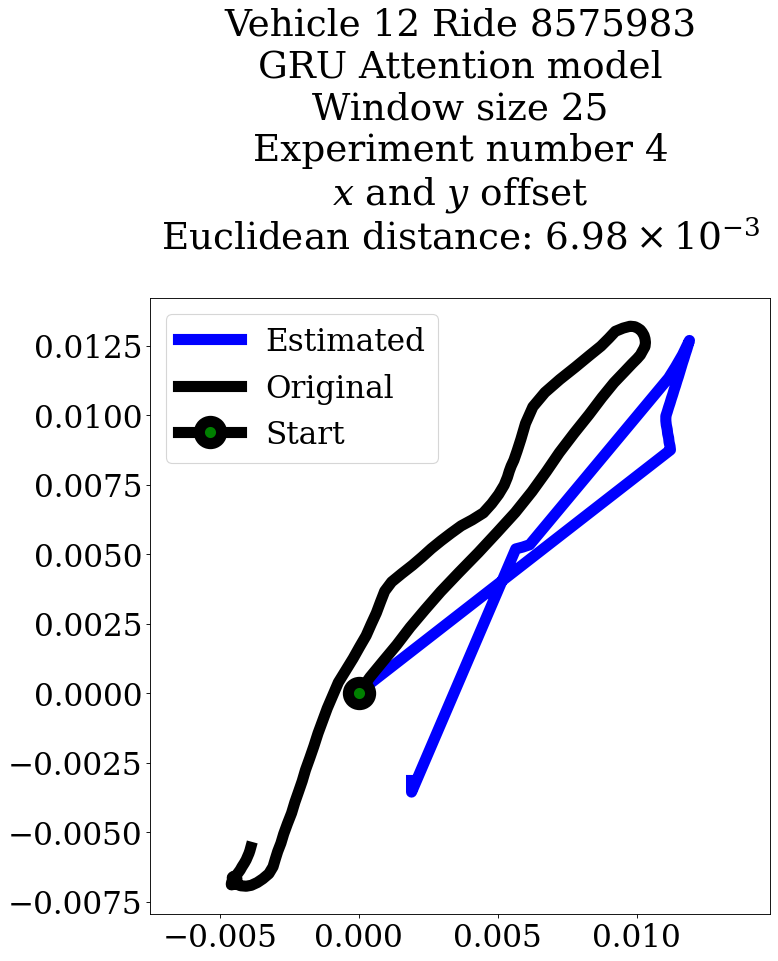 Vehicle 12 Ride 8575983
GRU Attention model
Window size 25
Experiment number 4
x and y offset
Euclidean distance: 6.98 × 10⁻³
Estimated
Original
Start
0.0125
0.0100
0.0075
0.0050
0.0025
0.0000
−0.0025
−0.0050
−0.0075
−0.005 0.000 0.005 0.010